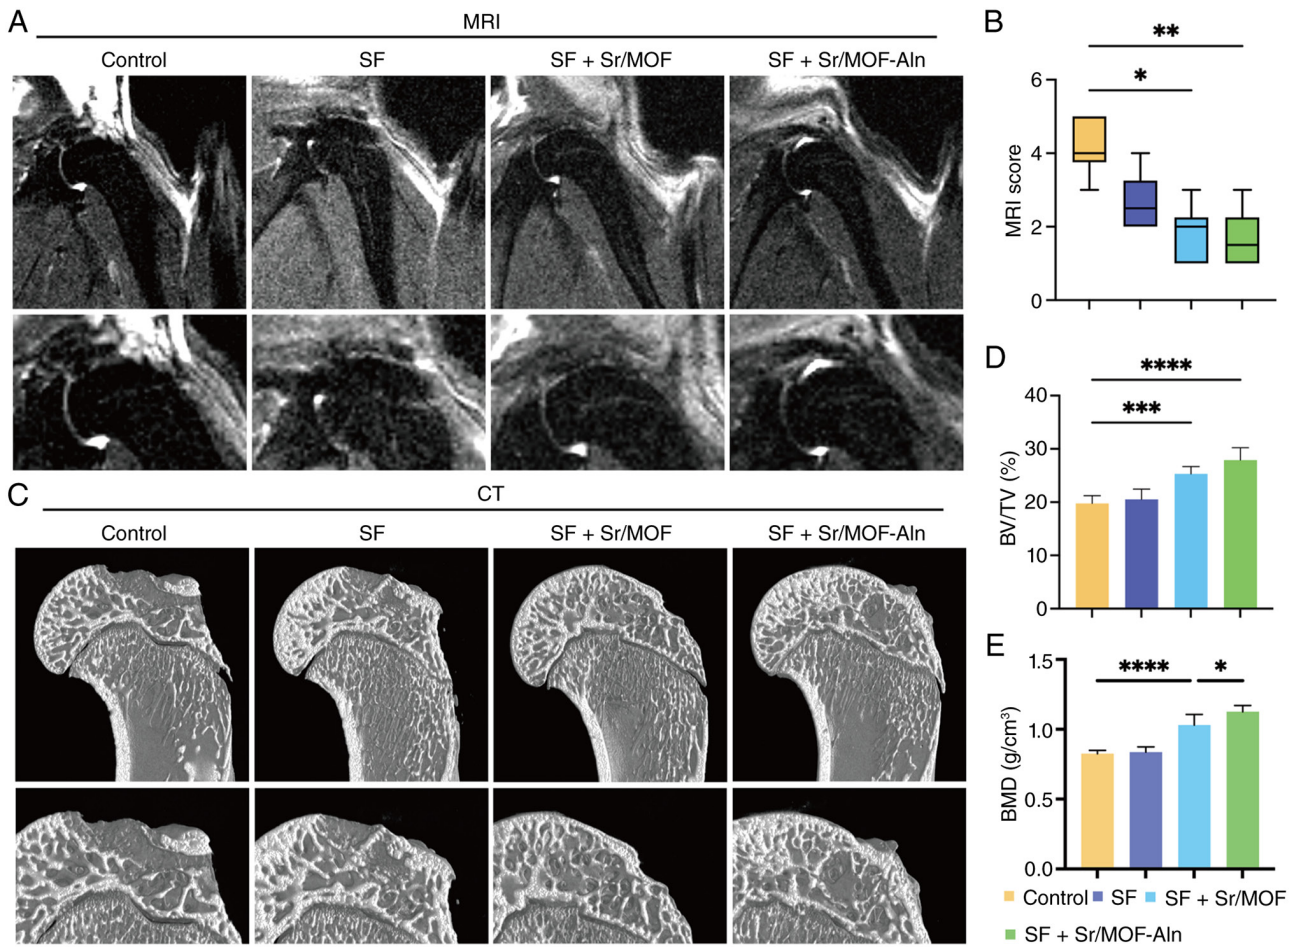 A
MRI
Control
SF
SF + Sr/MOF
SF + Sr/MOF-Aln
B
**
*
MRI score
6
4
2
0
C
CT
Control
SF
SF + Sr/MOF
SF + Sr/MOF-Aln
D
****
***
BV/TV (%)
40
30
20
10
0
E
****
*
BMD (g/cm³)
1.5
1.0
0.5
0.0
Control
SF
SF + Sr/MOF
SF + Sr/MOF-Aln